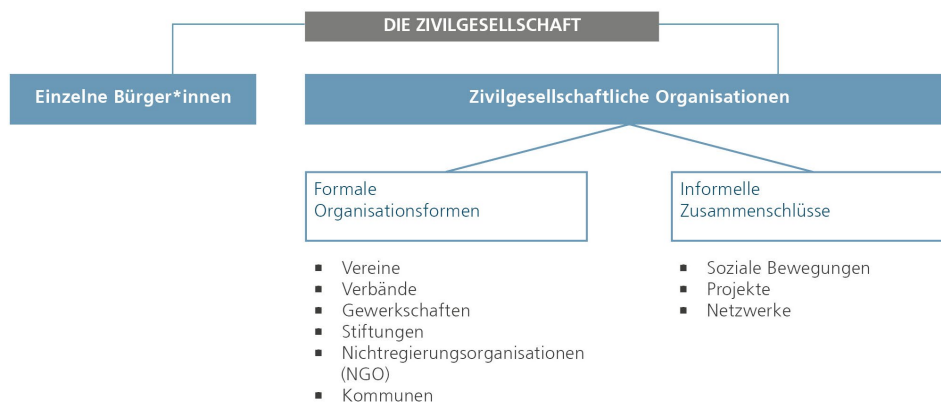 DIE ZIVILGESELLSCHAFT
Einzelne Bürger*innen
Zivilgesellschaftliche Organisationen
Formale
Organisationsformen
▪ Vereine
▪ Verbände
▪ Gewerkschaften
▪ Stiftungen
▪ Nichtregierungsorganisationen
(NGO)
▪ Kommunen
Informelle
Zusammenschlüsse
▪ Soziale Bewegungen
▪ Projekte
▪ Netzwerke